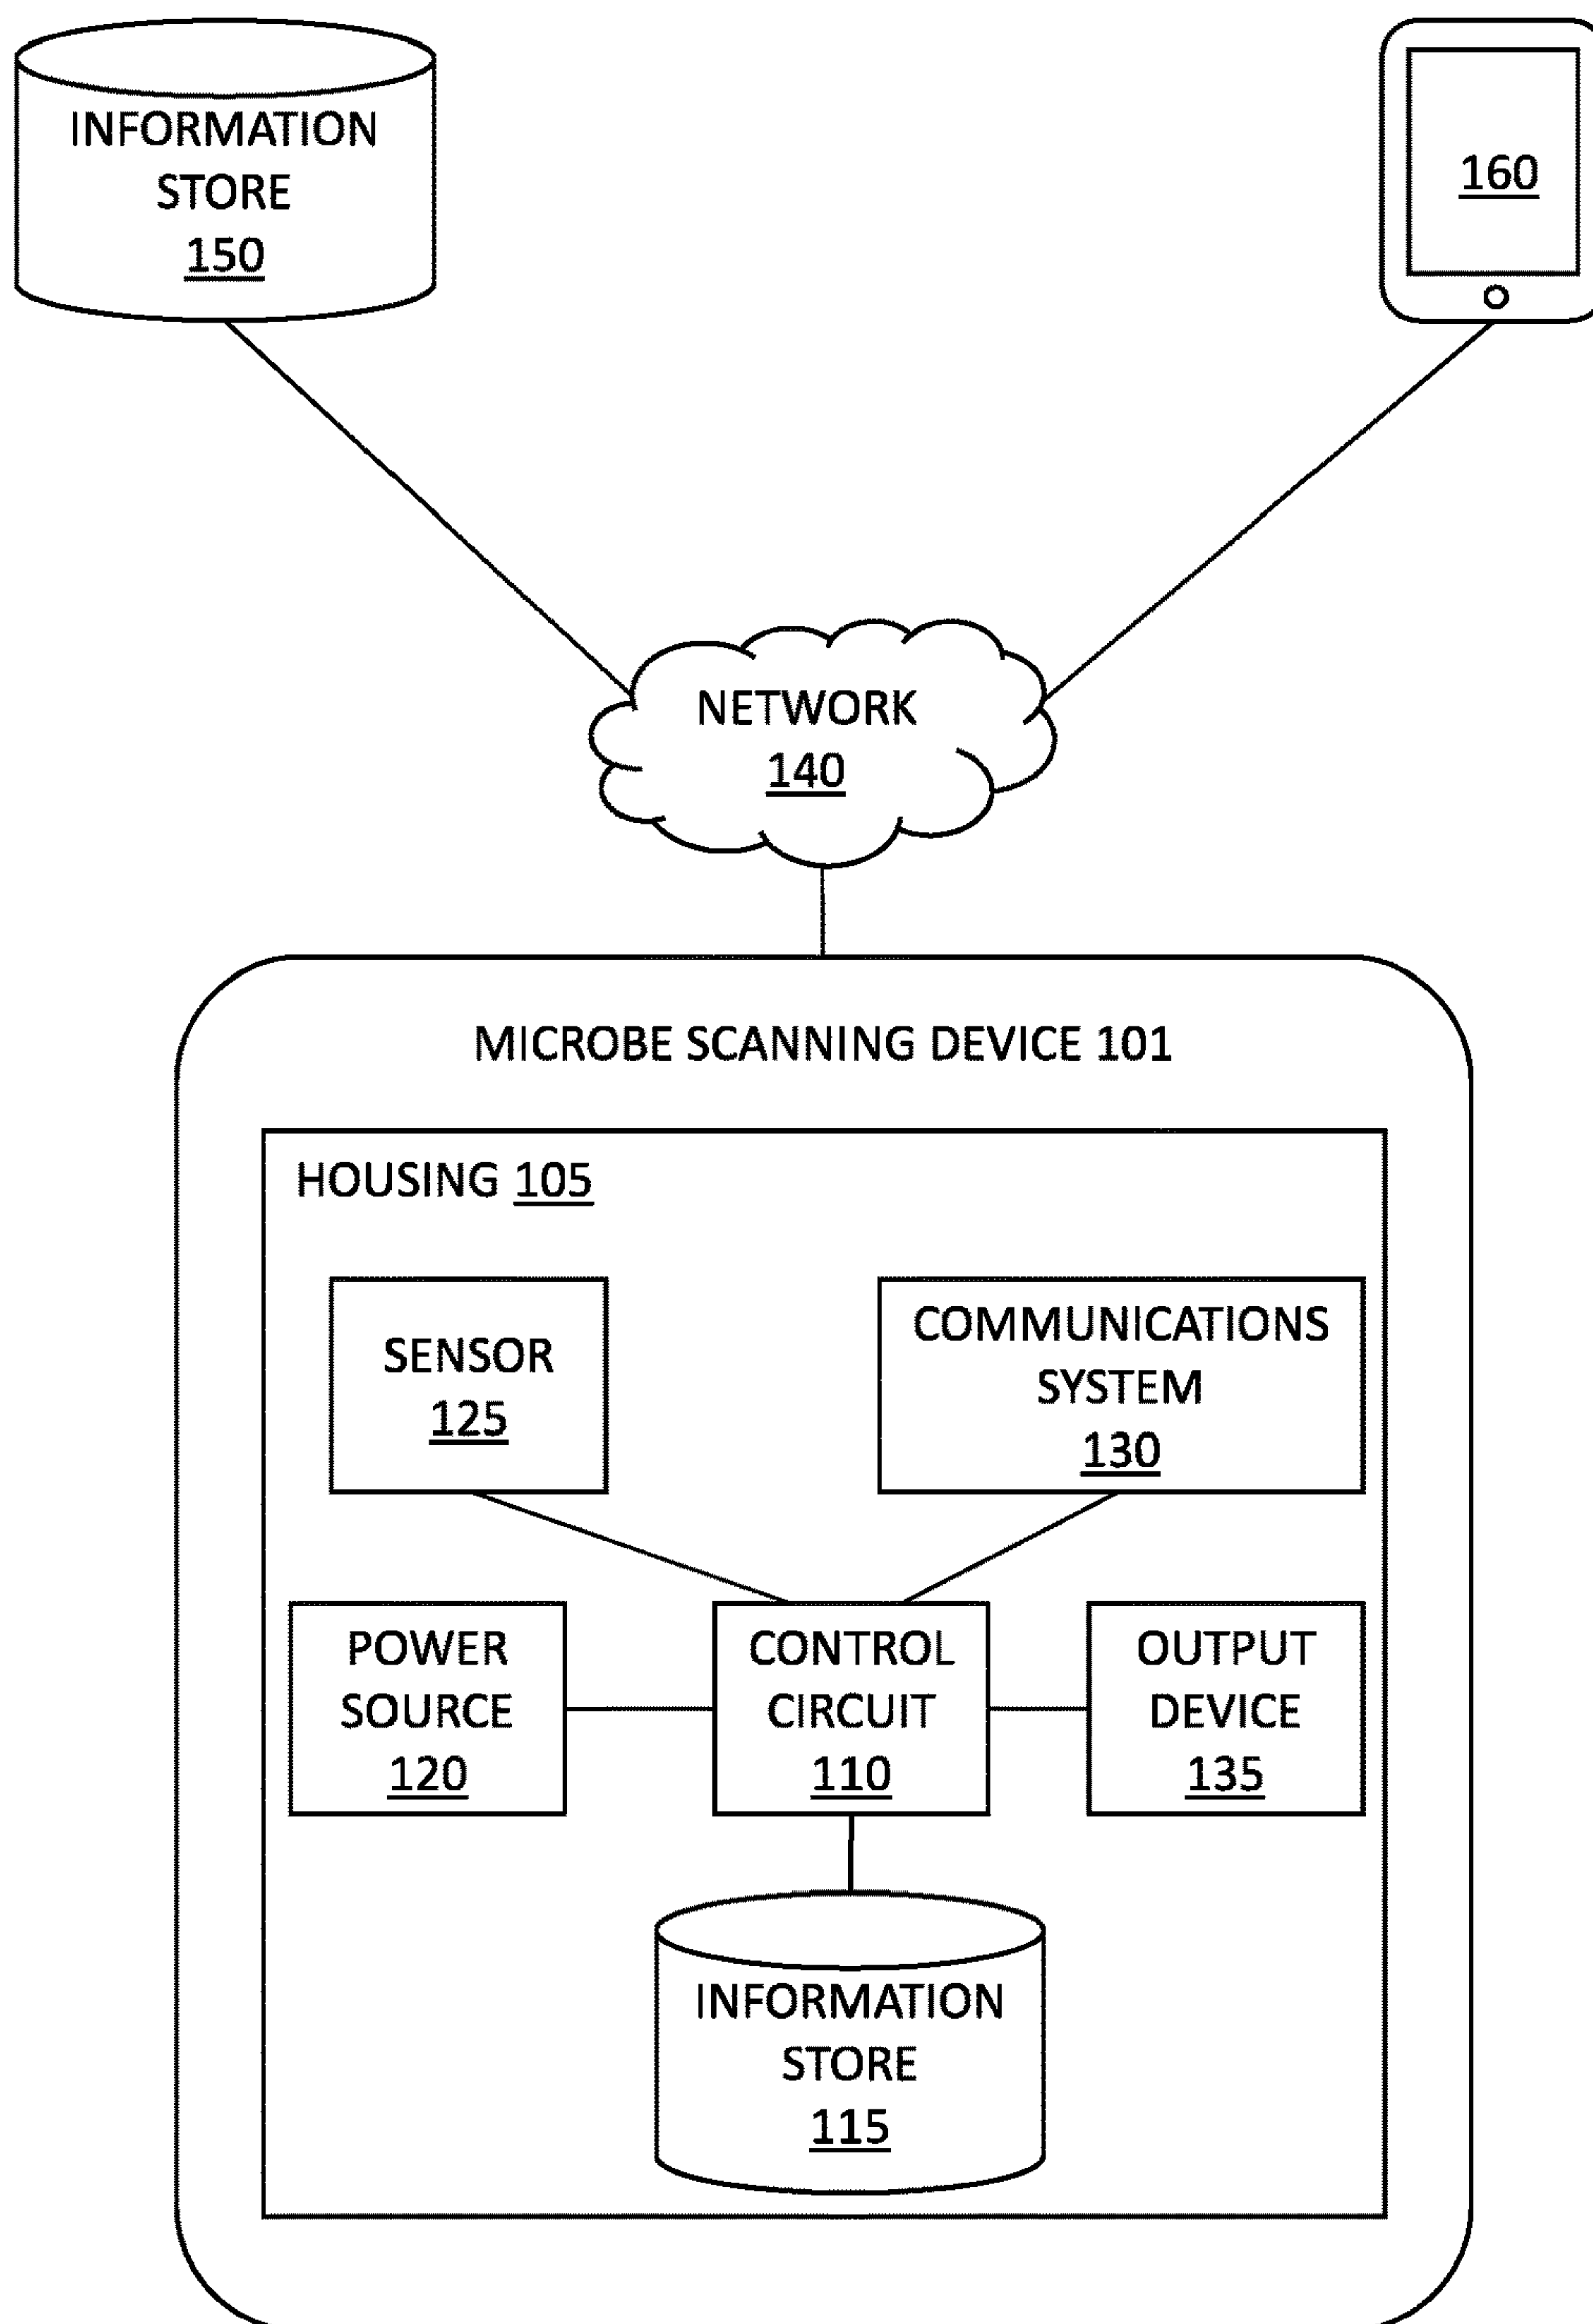 INFORMATION
STORE
150
160
NETWORK
140
MICROBE SCANNING DEVICE 101
HOUSING 105
SENSOR
125
COMMUNICATIONS
SYSTEM
130
POWER
SOURCE
120
CONTROL
CIRCUIT
110
OUTPUT
DEVICE
135
INFORMATION
STORE
115